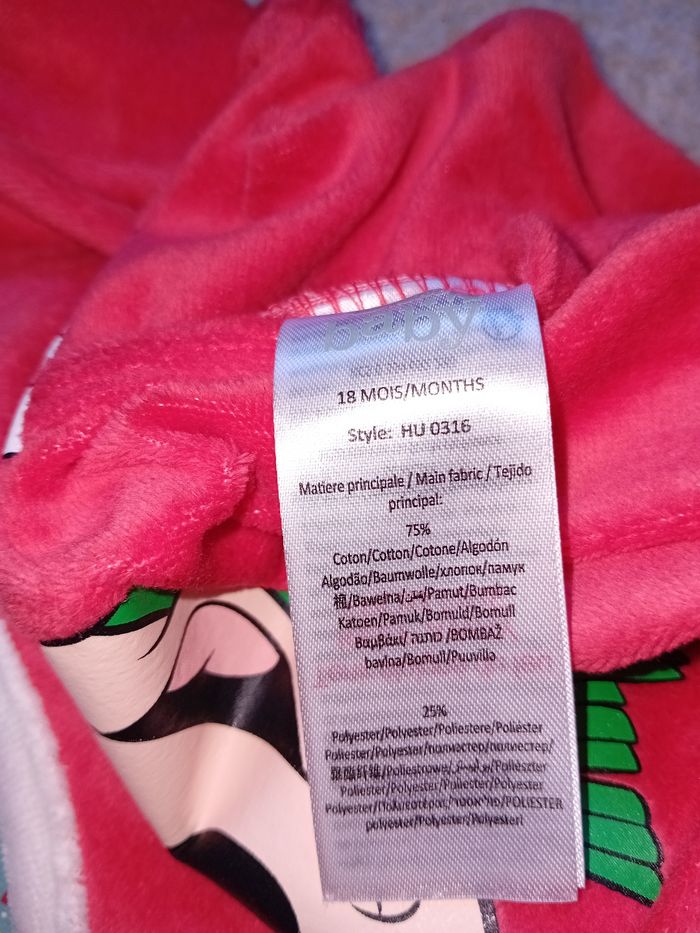 baby
18 MOIS/MONTHS
Style: HU 0316
Matiere principale / Main fabric / Tejido
principal:
75%
Coton/Cotton/Cotone/Algodón
Algodão/Baumwolle/хлопок/памук
棉/Bawełna/قطن/Pamut/Bumbac
Katoen/Pamuk/Bomuld/Bomull
Βαμβάκι/ כותנה /BOMBAŽ
bavlna/Bomull/Puuvilla
25%
Polyester/Polyester/Poliestere/Poliéster
Poliester/Polyester/полиэстер/полиестер/
聚酯纤维/Poliestrowe/بوليستر/Poliészter
Poliester/Polyester/Polyester/Polyester
Polyester/Πολυεστέρας/פוליאסטר/POLIESTER
polyester/Polyester/Polyesteri